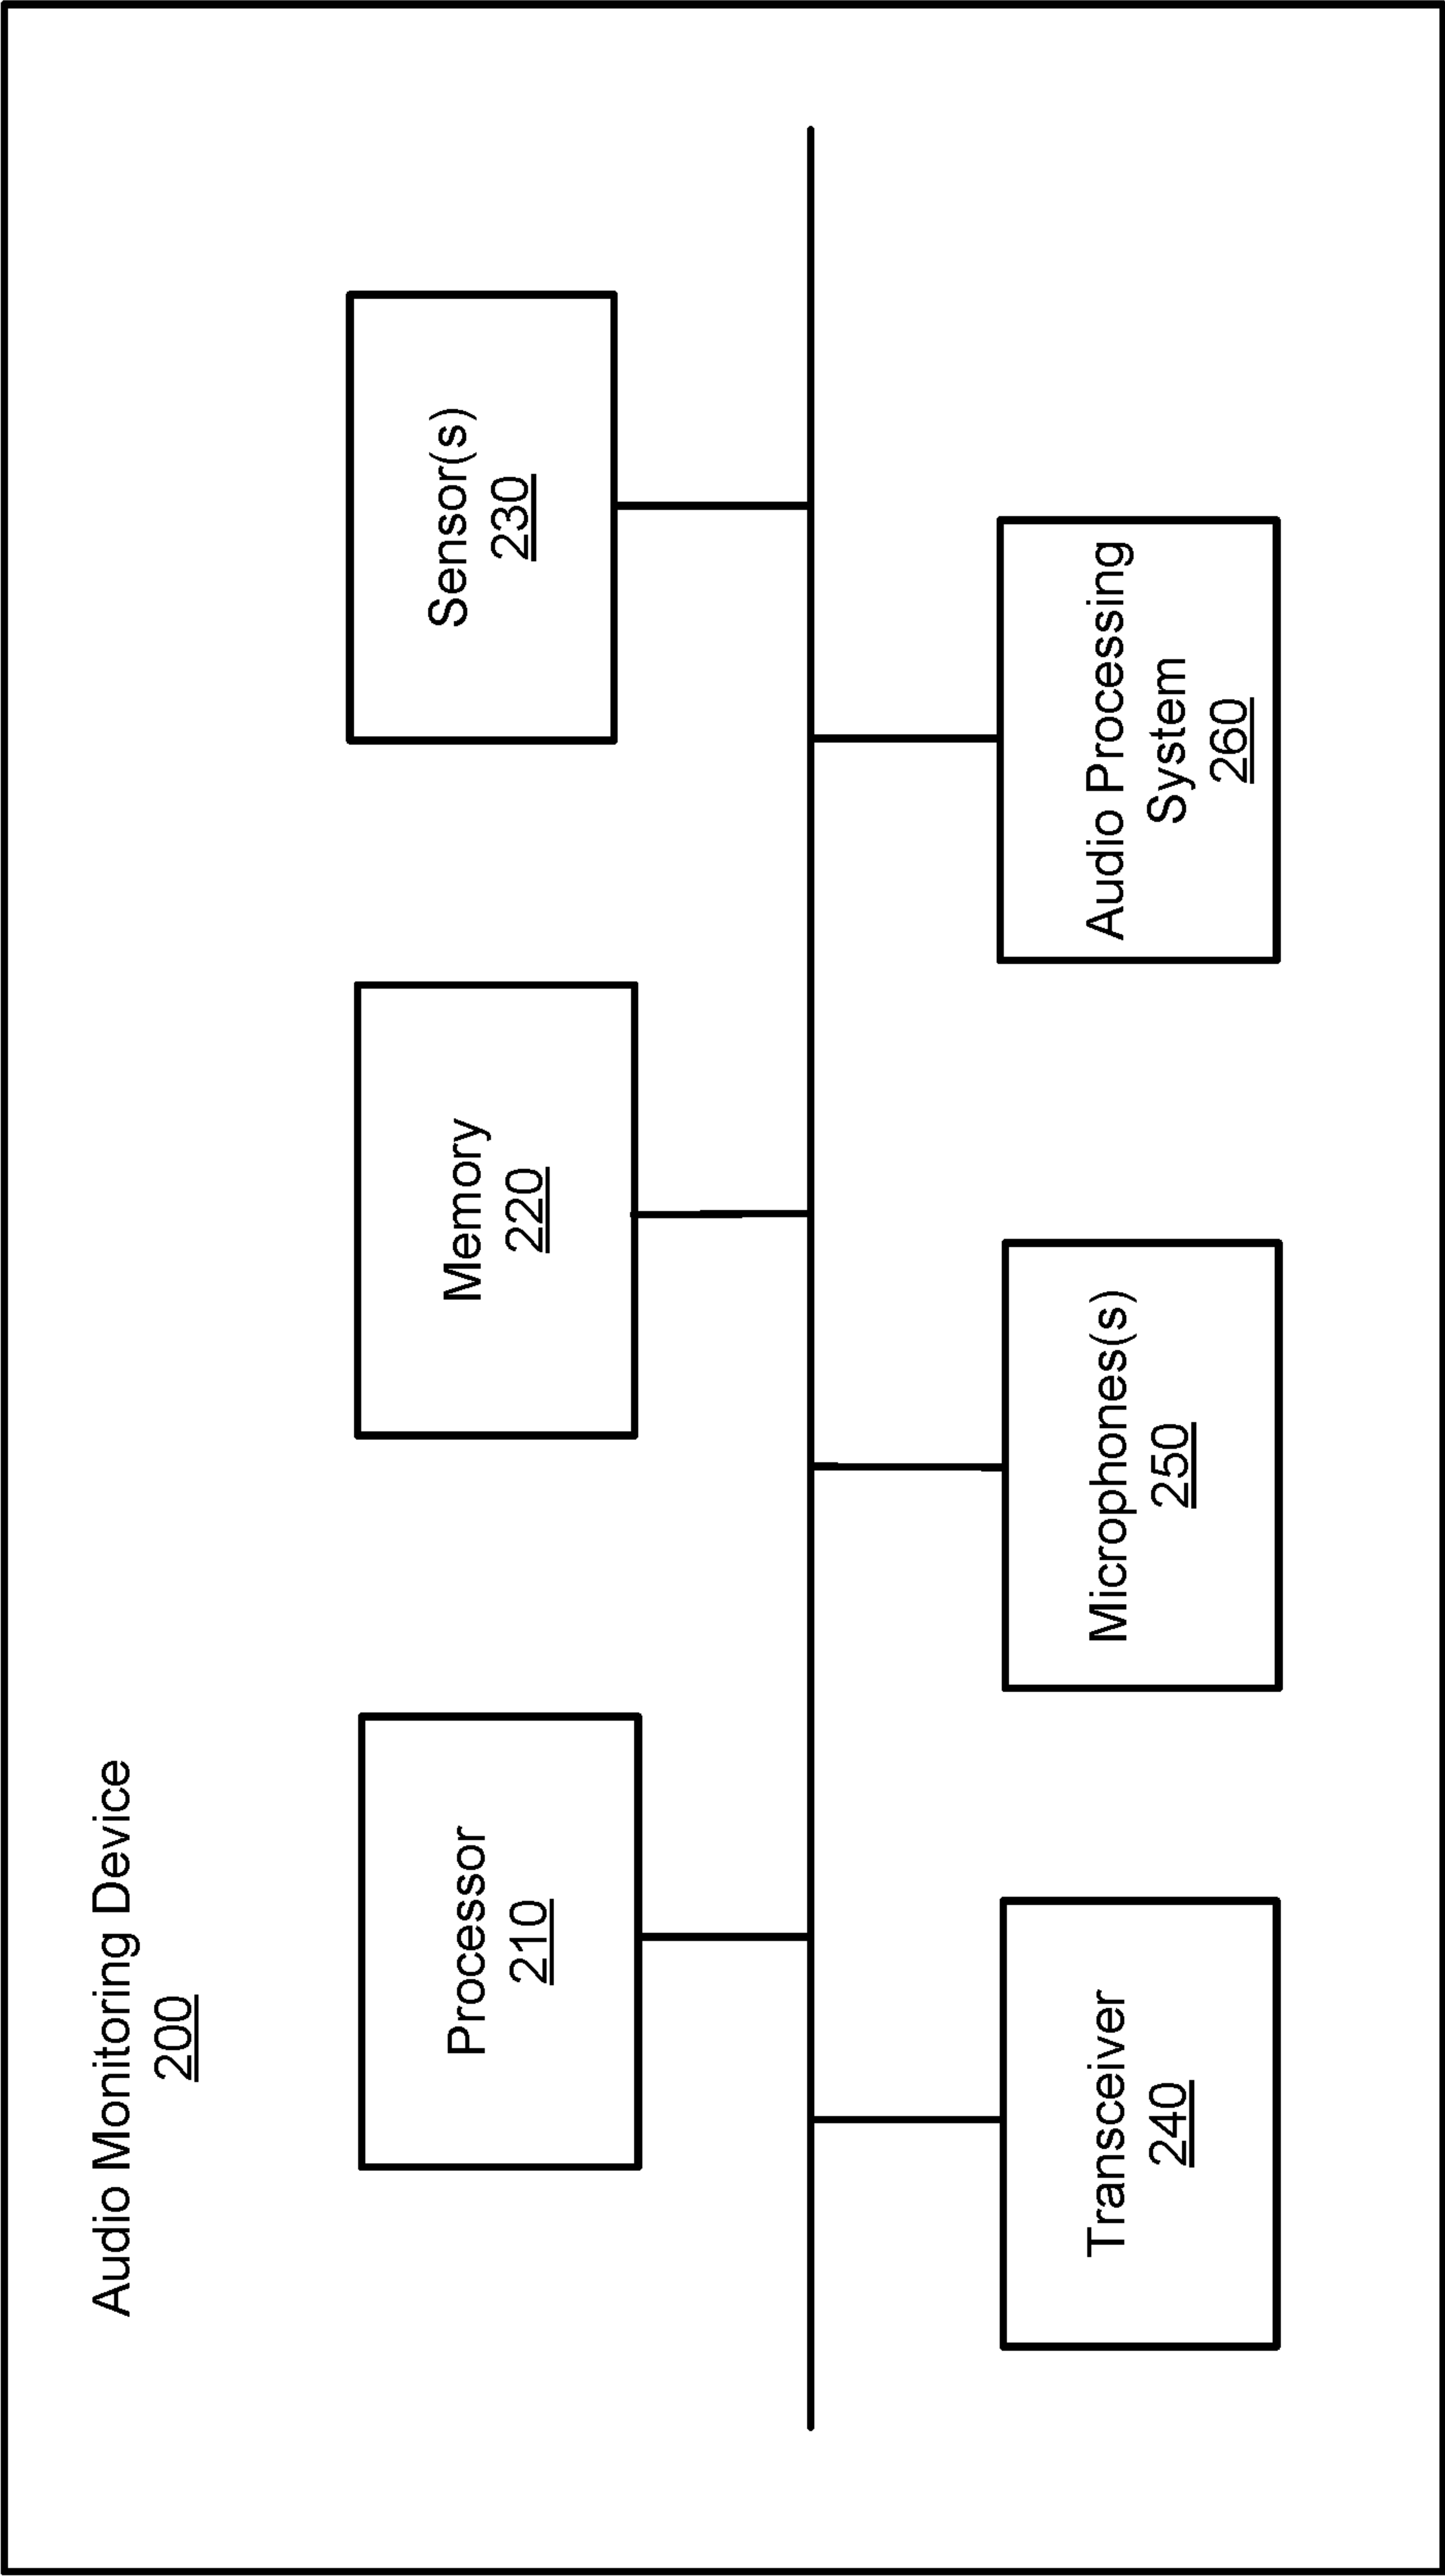 Audio Monitoring Device
200
Processor
210
Memory
220
Sensor(s)
230
Transceiver
240
Microphones(s)
250
Audio Processing
System
260